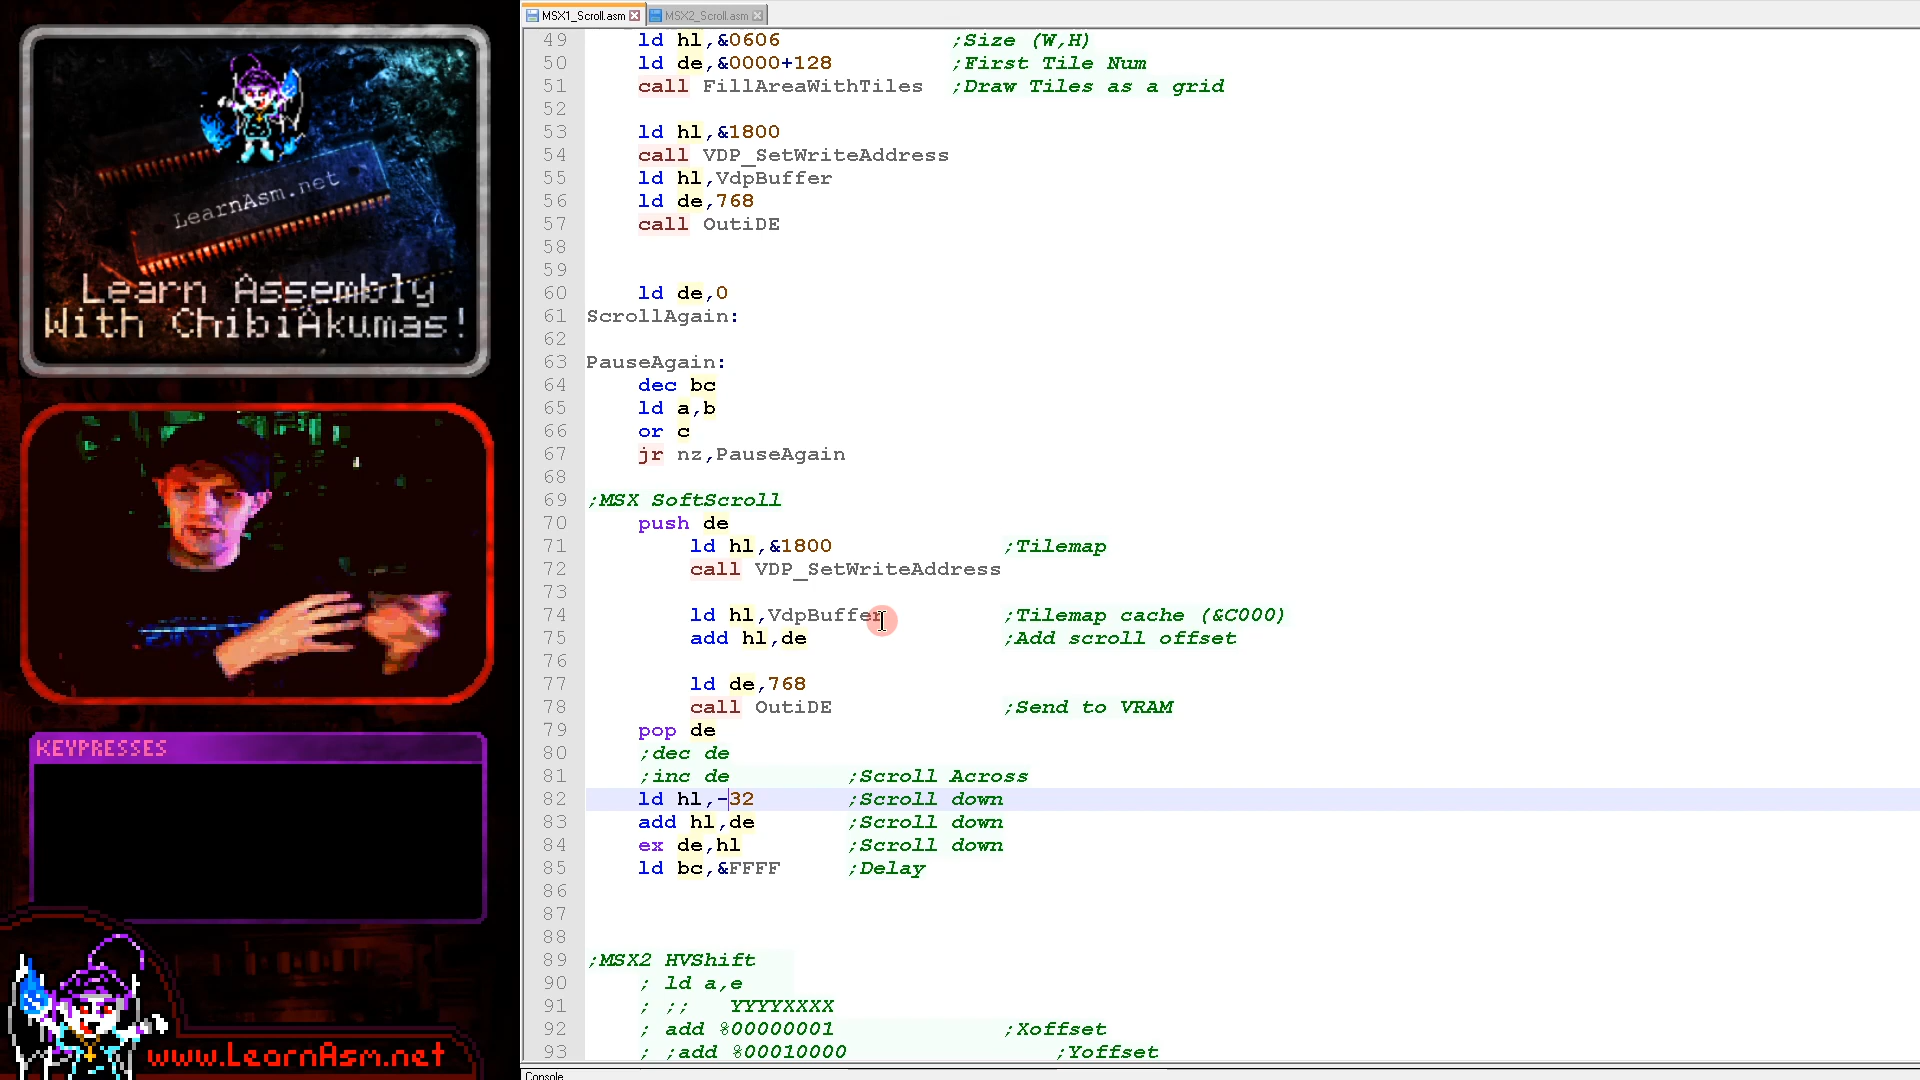 MSX1_Scroll.asm MSX2_Scroll.asm
49 ld hl,&0606 ;Size (W,H)
50 ld de,&0000+128 ;First Tile Num
51 call FillAreaWithTiles ;Draw Tiles as a grid
52
53 ld hl,&1800
54 call VDP_SetWriteAddress
55 ld hl,VdpBuffer
56 ld de,768
57 call OutiDE
58
59
60 ld de,0
61 ScrollAgain:
62
63 PauseAgain:
64 dec bc
65 ld a,b
66 or c
67 jr nz,PauseAgain
68
69 ;MSX SoftScroll
70 push de
71 ld hl,&1800 ;Tilemap
72 call VDP_SetWriteAddress
73
74 ld hl,VdpBuffer ;Tilemap cache (&C000)
75 add hl,de ;Add scroll offset
76
77 ld de,768
78 call OutiDE ;Send to VRAM
79 pop de
80 ;dec de
81 ;inc de ;Scroll Across
82 ld hl,-32 ;Scroll down
83 add hl,de ;Scroll down
84 ex de,hl ;Scroll down
85 ld bc,&FFFF ;Delay
86
87
88
89 ;MSX2 HVShift
90 ; ld a,e
91 ; ;; YYYYXXXX
92 ; add %00000001 ;Xoffset
93 ; ;add %00010000 ;Yoffset
Console
LearnAsm.net
Learn Assembly
With ChibiAkumas!
KEYPRESSES
www.LearnAsm.net